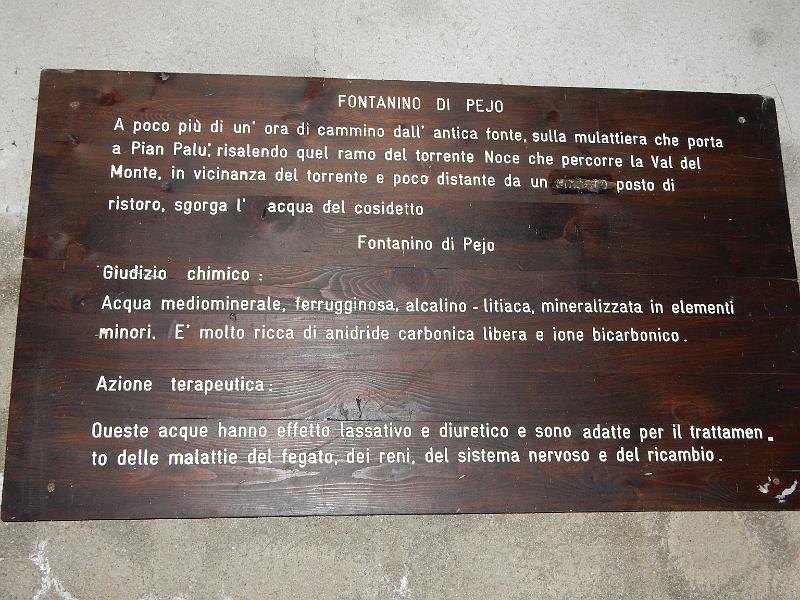 FONTANINO DI PEJO
A poco più di un' ora di cammino dall' antica fonte, sulla mulattiera che porta
a Pian Palù, risalendo quel ramo del torrente Noce che percorre la Val del
Monte, in vicinanza del torrente e poco distante da un posto di
ristoro, sgorga l' acqua del cosidetto
Fontanino di Pejo
Giudizio chimico :
Acqua mediominerale, ferrugginosa, alcalino - litiaca, mineralizzata in elementi
minori. E' molto ricca di anidride carbonica libera e ione bicarbonico.
Azione terapeutica:
Queste acque hanno effetto lassativo e diuretico e sono adatte per il trattamen-
to delle malattie del fegato, dei reni, del sistema nervoso e del ricambio.